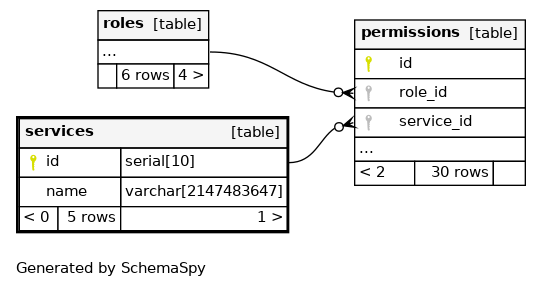 roles [table]
...
6 rows 4 >
permissions [table]
id
role_id
service_id
...
< 2 30 rows
services [table]
id serial[10]
name varchar[2147483647]
< 0 5 rows 1 >
Generated by SchemaSpy